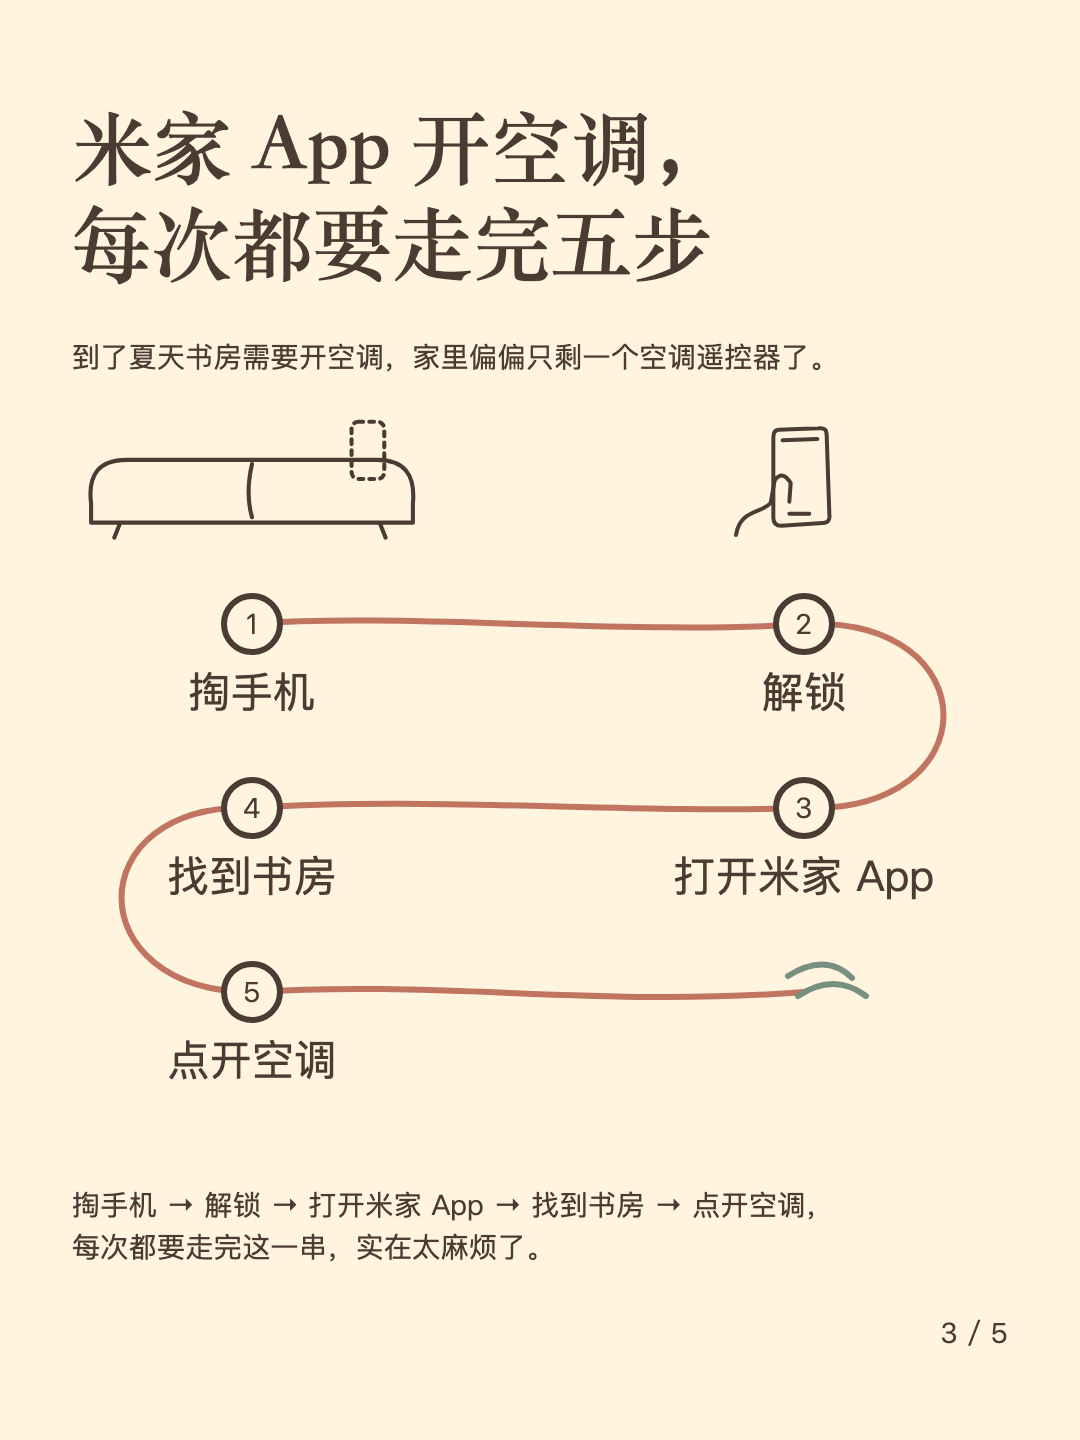 米家 App 开空调，
每次都要走完五步
到了夏天书房需要开空调，家里偏偏只剩一个空调遥控器了。
1
掏手机
2
解锁
3
打开米家 App
4
找到书房
5
点开空调
掏手机 → 解锁 → 打开米家 App → 找到书房 → 点开空调，
每次都要走完这一串，实在太麻烦了。
3 / 5